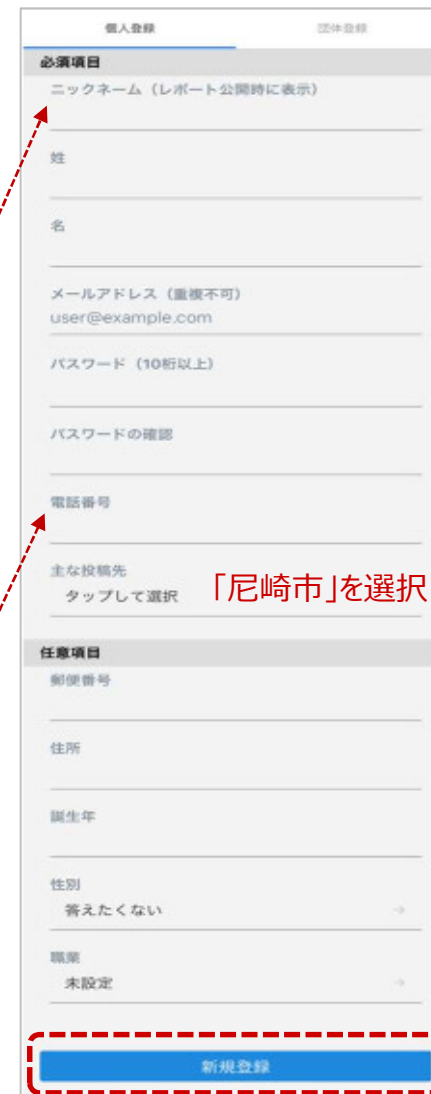 個人登録 団体登録
必須項目
ニックネーム（レポート公開時に表示）
姓
名
メールアドレス（重複不可）
user@example.com
パスワード（10桁以上）
パスワードの確認
電話番号
主な投稿先
タップして選択 「尼崎市」を選択
任意項目
郵便番号
住所
誕生年
性別
答えたくない
職業
未設定
新規登録